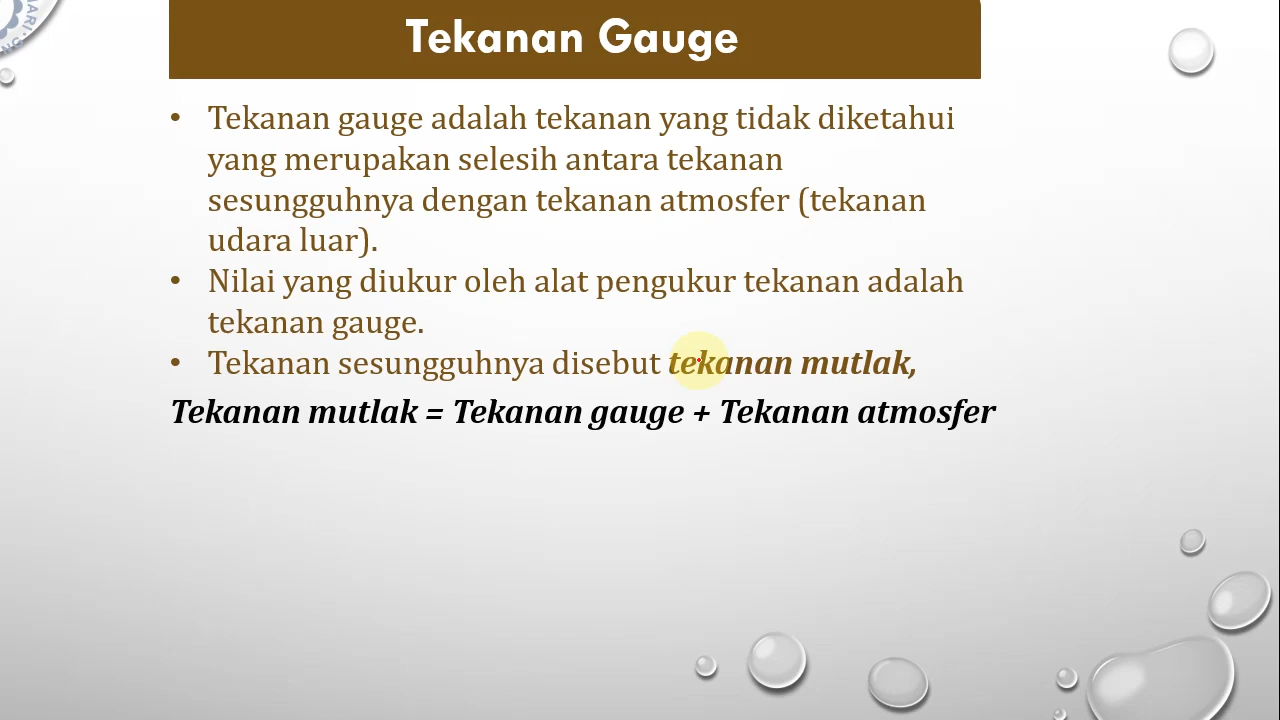 Tekanan Gauge
• Tekanan gauge adalah tekanan yang tidak diketahui
yang merupakan selesih antara tekanan
sesungguhnya dengan tekanan atmosfer (tekanan
udara luar).
• Nilai yang diukur oleh alat pengukur tekanan adalah
tekanan gauge.
• Tekanan sesungguhnya disebut tekanan mutlak,
Tekanan mutlak = Tekanan gauge + Tekanan atmosfer